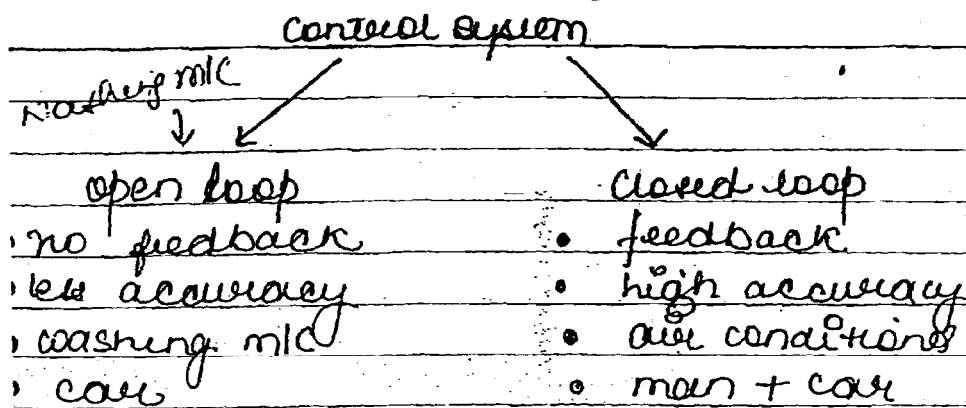 control system
washing m/c
open loop closed loop
• no feedback • feedback
• less accuracy • high accuracy
• washing m/c • air conditioner
• car • man + car